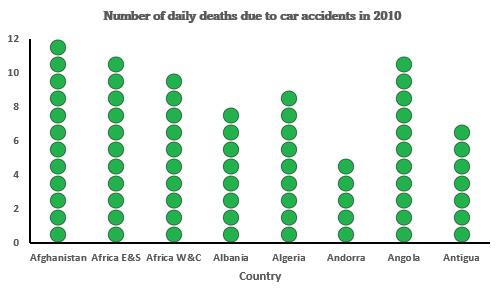 Number of daily deaths due to car accidents in 2010
12
10
8
6
4
2
0
Afghanistan Africa E&S Africa W&C Albania Algeria Andorra Angola Antigua
Country